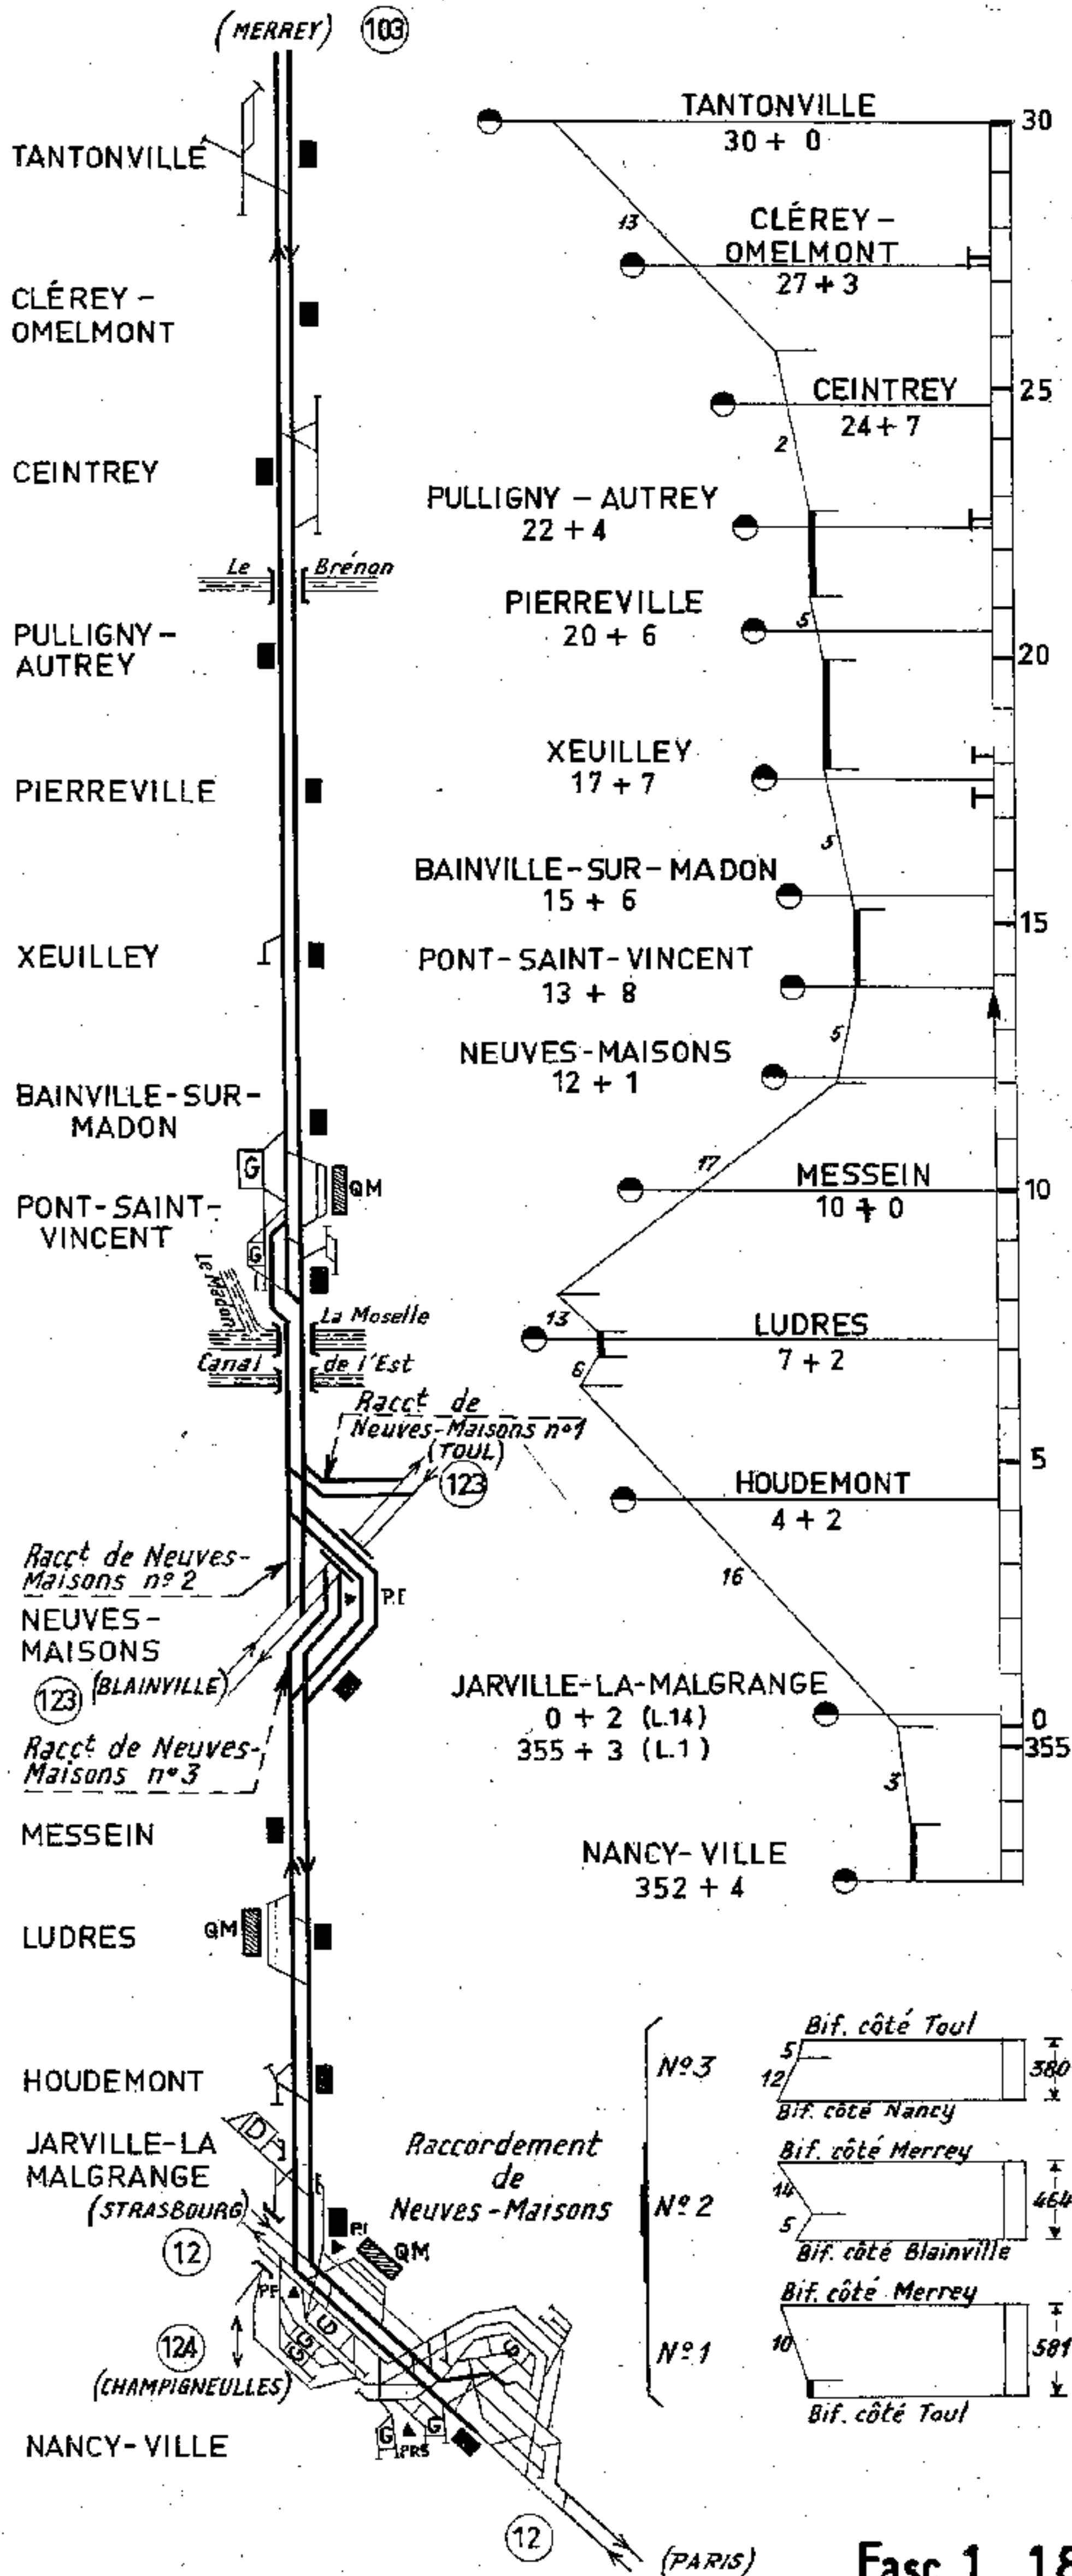 (MERREY) 103
TANTONVILLE
CLÉREY-
OMELMONT
CEINTREY
Le Brénon
PULLIGNY-
AUTREY
PIERREVILLE
XEUILLEY
BAINVILLE-SUR-
MADON
G
QM
PONT-SAINT-
VINCENT
G
Le Madon
La Moselle
Canal de l'Est
Racct de
Neuves-Maisons nº1
(TOUL)
123
Racct de Neuves-
Maisons nº 2
P.I
NEUVES-
MAISONS
123 (BLAINVILLE)
Racct de Neuves-
Maisons nº3
MESSEIN
QM
LUDRES
HOUDEMONT
D
JARVILLE-LA
MALGRANGE
(STRASBOURG)
12
QM
124
(CHAMPIGNEULLES)
G
G
S
S
G
PRS
G
NANCY-VILLE
12
(PARIS)
TANTONVILLE
30 + 0
30
13
CLÉREY-
OMELMONT
27 + 3
25
CEINTREY
24 + 7
2
PULLIGNY - AUTREY
22 + 4
PIERREVILLE
20 + 6
5
20
XEUILLEY
17 + 7
5
BAINVILLE-SUR-MADON
15 + 6
15
PONT-SAINT-VINCENT
13 + 8
5
NEUVES-MAISONS
12 + 1
17
MESSEIN
10 + 0
10
13
LUDRES
7 + 2
6
5
HOUDEMONT
4 + 2
16
JARVILLE-LA-MALGRANGE
0 + 2 (L.14)
355 + 3 (L.1)
0
355
3
NANCY-VILLE
352 + 4
Raccordement
de
Neuves-Maisons
Nº3
Bif. côté Toul
5
12
380
Bif. côté Nancy
Nº2
Bif. côté Merrey
14
5
464
Bif. côté Blainville
Nº1
Bif. côté Merrey
10
581
Bif. côté Toul
Fasc 1 18